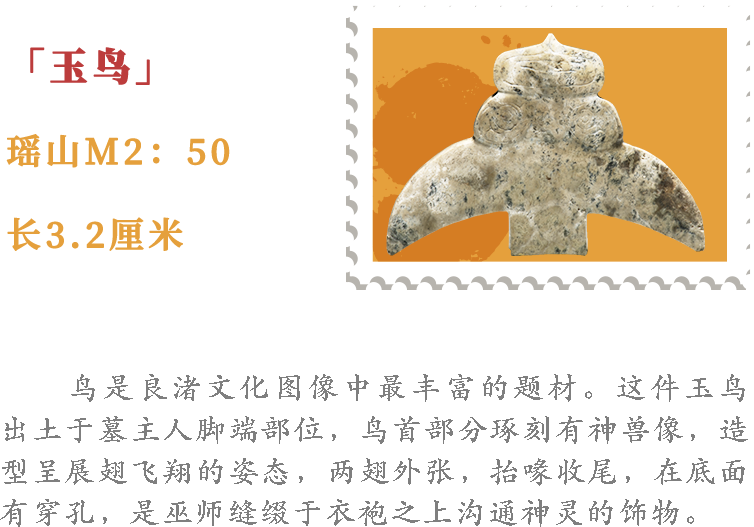 「玉鸟」
瑶山M2：50
长3.2厘米
鸟是良渚文化图像中最丰富的题材。这件玉鸟
出土于墓主人脚端部位，鸟首部分琢刻有神兽像，造
型呈展翅飞翔的姿态，两翅外张，抬喙收尾，在底面
有穿孔，是巫师缝缀于衣袍之上沟通神灵的饰物。